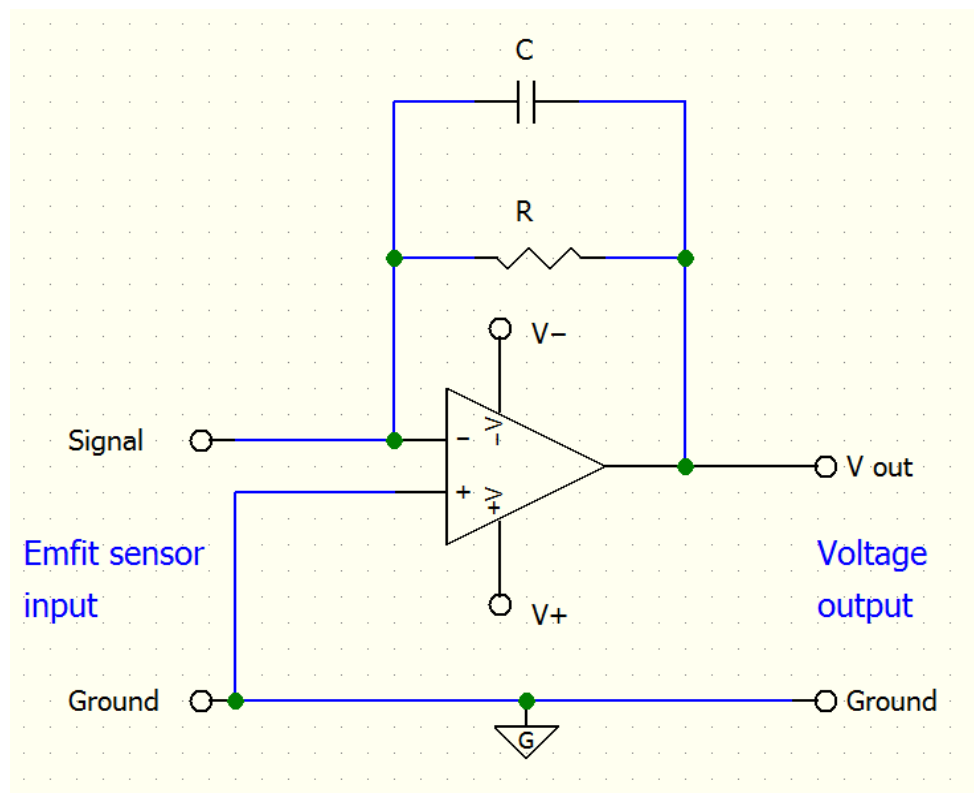 C
R
V−
Signal
−
−V
V out
+
+V
Emfit sensor
input
Voltage
output
V+
Ground
Ground
G